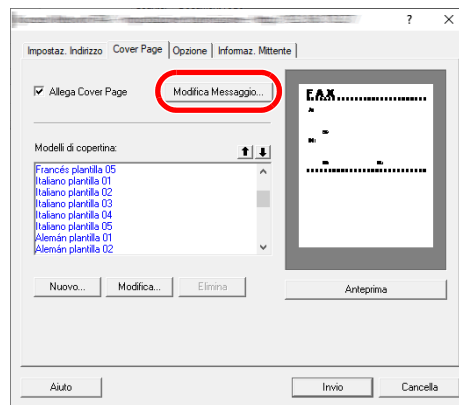 ?
Impostaz. Indirizzo Cover Page Opzione Informaz. Mittente
Allega Cover Page
Modifica Messaggio...
Modelli di copertina:
Francés plantilla 05
Italiano plantilla 01
Italiano plantilla 02
Italiano plantilla 03
Italiano plantilla 04
Italiano plantilla 05
Alemán plantilla 01
Alemán plantilla 02
Nuovo... Modifica... Elimina
FAX
Anteprima
Aiuto Invio Cancella